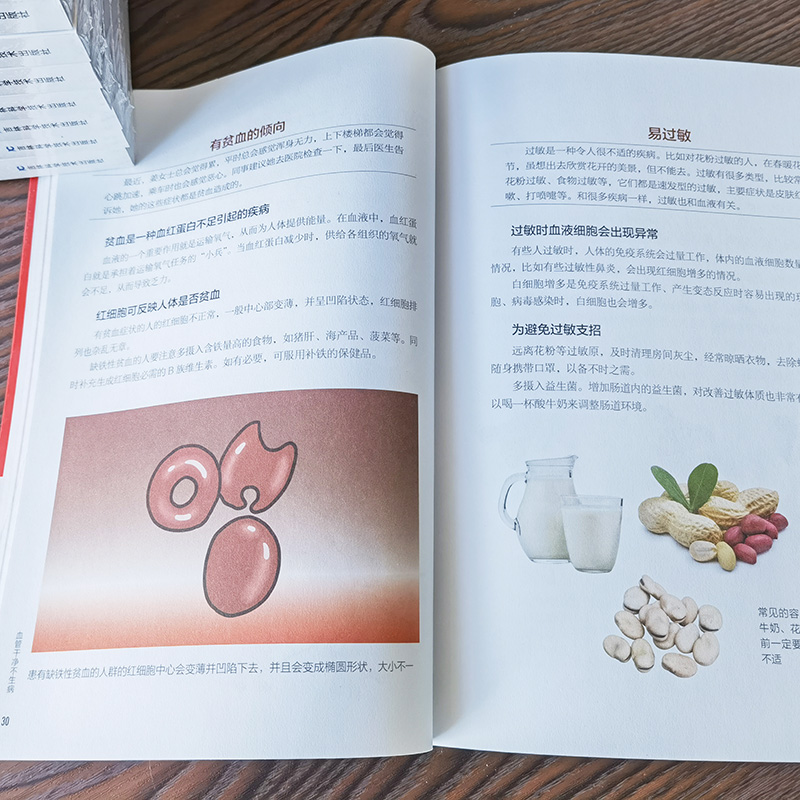 有贫血的倾向
最近，姜女士总会觉得累，平时总会感觉浑身无力，上下楼梯都会觉得
心跳加速，乘车时也会感觉恶心。同事建议她去医院检查一下，最后医生告
诉她，她的这些症状都是贫血造成的。
贫血是一种血红蛋白不足引起的疾病
血液的一个重要作用就是运输氧气，从而为人体提供能量。在血液中，血红蛋
白就是承担着运输氧气任务的“小兵”。当血红蛋白减少时，供给各组织的氧气就
会不足，从而导致乏力。
红细胞可反映人体是否贫血
有贫血症状的人的红细胞不正常，一般中心部变薄，并呈凹陷状态，红细胞排
列也杂乱无章。
缺铁性贫血的人要注意多摄入含铁量高的食物，如猪肝、海产品、菠菜等。同
时补充生成红细胞必需的B族维生素。如有必要，可服用补铁的保健品。
患有缺铁性贫血的人群的红细胞中心会变薄并凹陷下去，并且会变成椭圆形状，大小不一
血管干净不生病
30
易过敏
过敏是一种令人很不适的疾病。比如对花粉过敏的人，在春暖花
节，虽想出去欣赏花开的美景，但不能去。过敏有很多类型，比较常
花粉过敏、食物过敏等，它们都是速发型的过敏，主要症状是皮肤红
嗽、打喷嚏等。和很多疾病一样，过敏也和血液有关。
过敏时血液细胞会出现异常
有些人过敏时，人体的免疫系统会过量工作，体内的血液细胞数量
情况，比如有些过敏性鼻炎，会出现红细胞增多的情况。
白细胞增多是免疫系统过量工作、产生变态反应时容易出现的现
胞、病毒感染时，白细胞也会增多。
为避免过敏支招
远离花粉等过敏原，及时清理房间灰尘，经常晾晒衣物，去除螨
随身携带口罩，以备不时之需。
多摄入益生菌。增加肠道内的益生菌，对改善过敏体质也非常有
以喝一杯酸牛奶来调整肠道环境。
常见的容
牛奶、花
前一定要
不适